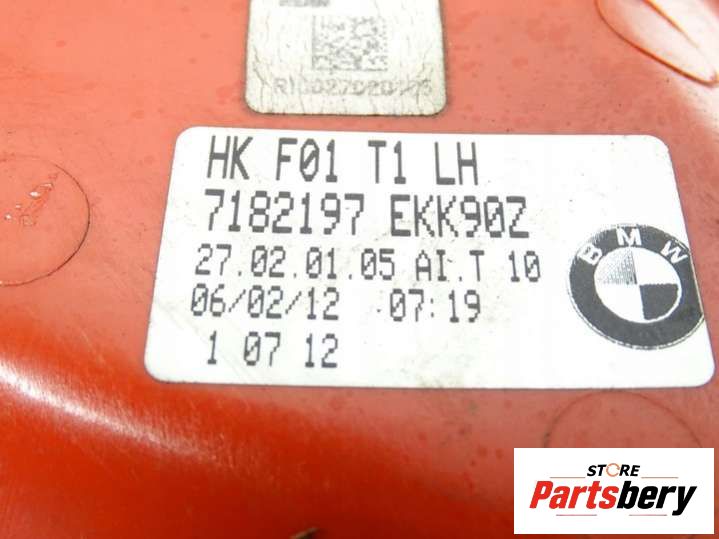 HK F01 T1 LH
7182197 EKK90Z
27.02.01.05 AI.T 10
06/02/12 07:19
1 07 12
BMW
STORE
Partsbery